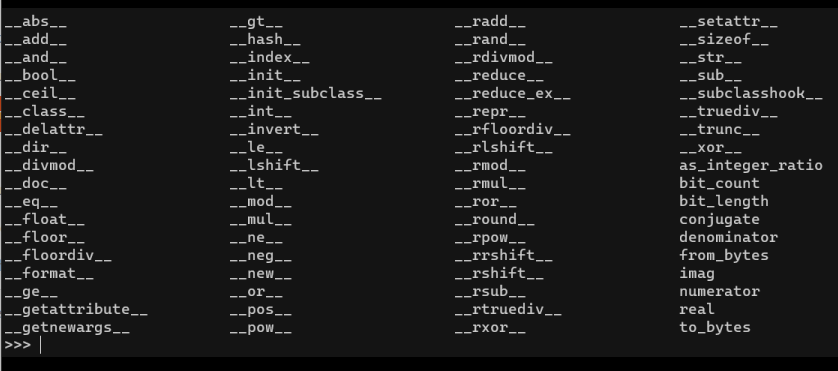 __abs__ __gt__ __radd__ __setattr__
__add__ __hash__ __rand__ __sizeof__
__and__ __index__ __rdivmod__ __str__
__bool__ __init__ __reduce__ __sub__
__ceil__ __init_subclass__ __reduce_ex__ __subclasshook__
__class__ __int__ __repr__ __truediv__
__delattr__ __invert__ __rfloordiv__ __trunc__
__dir__ __le__ __rlshift__ __xor__
__divmod__ __lshift__ __rmod__ as_integer_ratio
__doc__ __lt__ __rmul__ bit_count
__eq__ __mod__ __ror__ bit_length
__float__ __mul__ __round__ conjugate
__floor__ __ne__ __rpow__ denominator
__floordiv__ __neg__ __rrshift__ from_bytes
__format__ __new__ __rshift__ imag
__ge__ __or__ __rsub__ numerator
__getattribute__ __pos__ __rtruediv__ real
__getnewargs__ __pow__ __rxor__ to_bytes
>>>